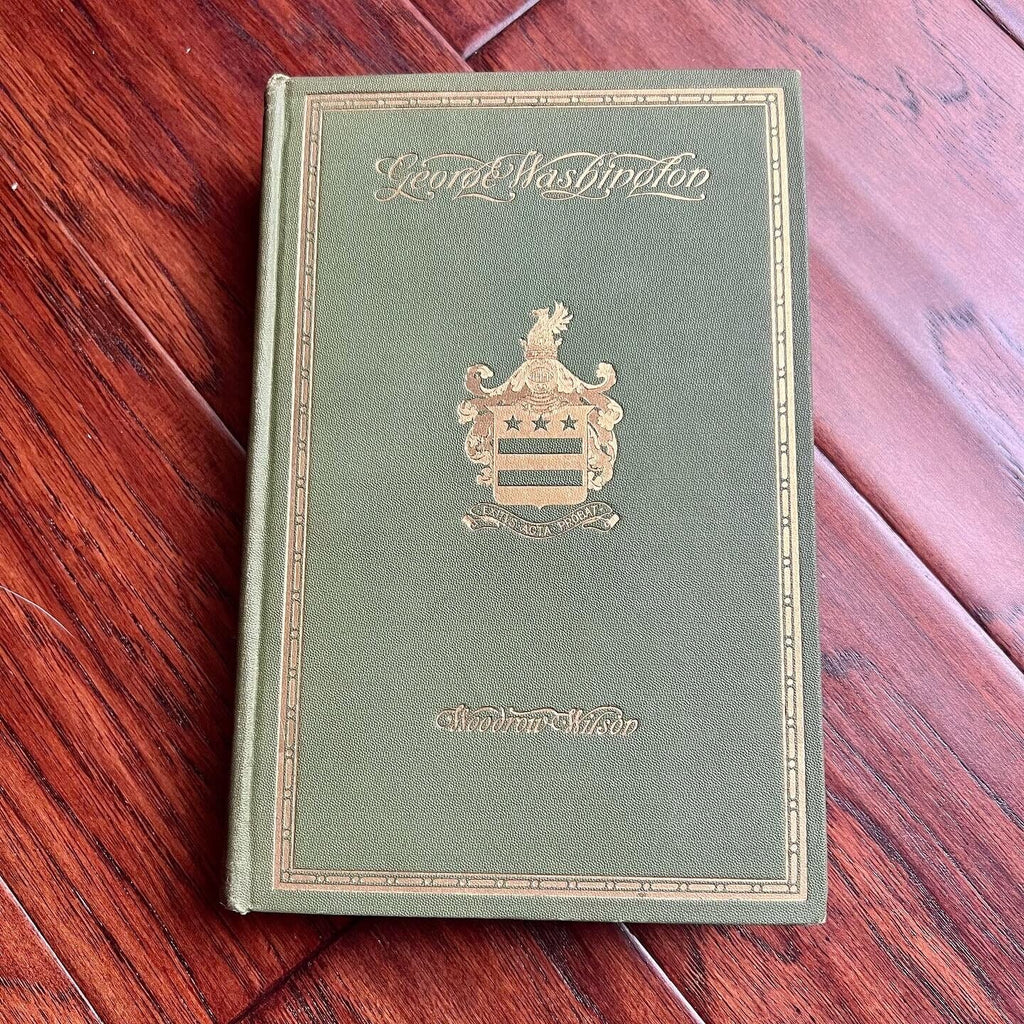 George Washington
EXITUS ACTA PROBAT
Woodrow Wilson